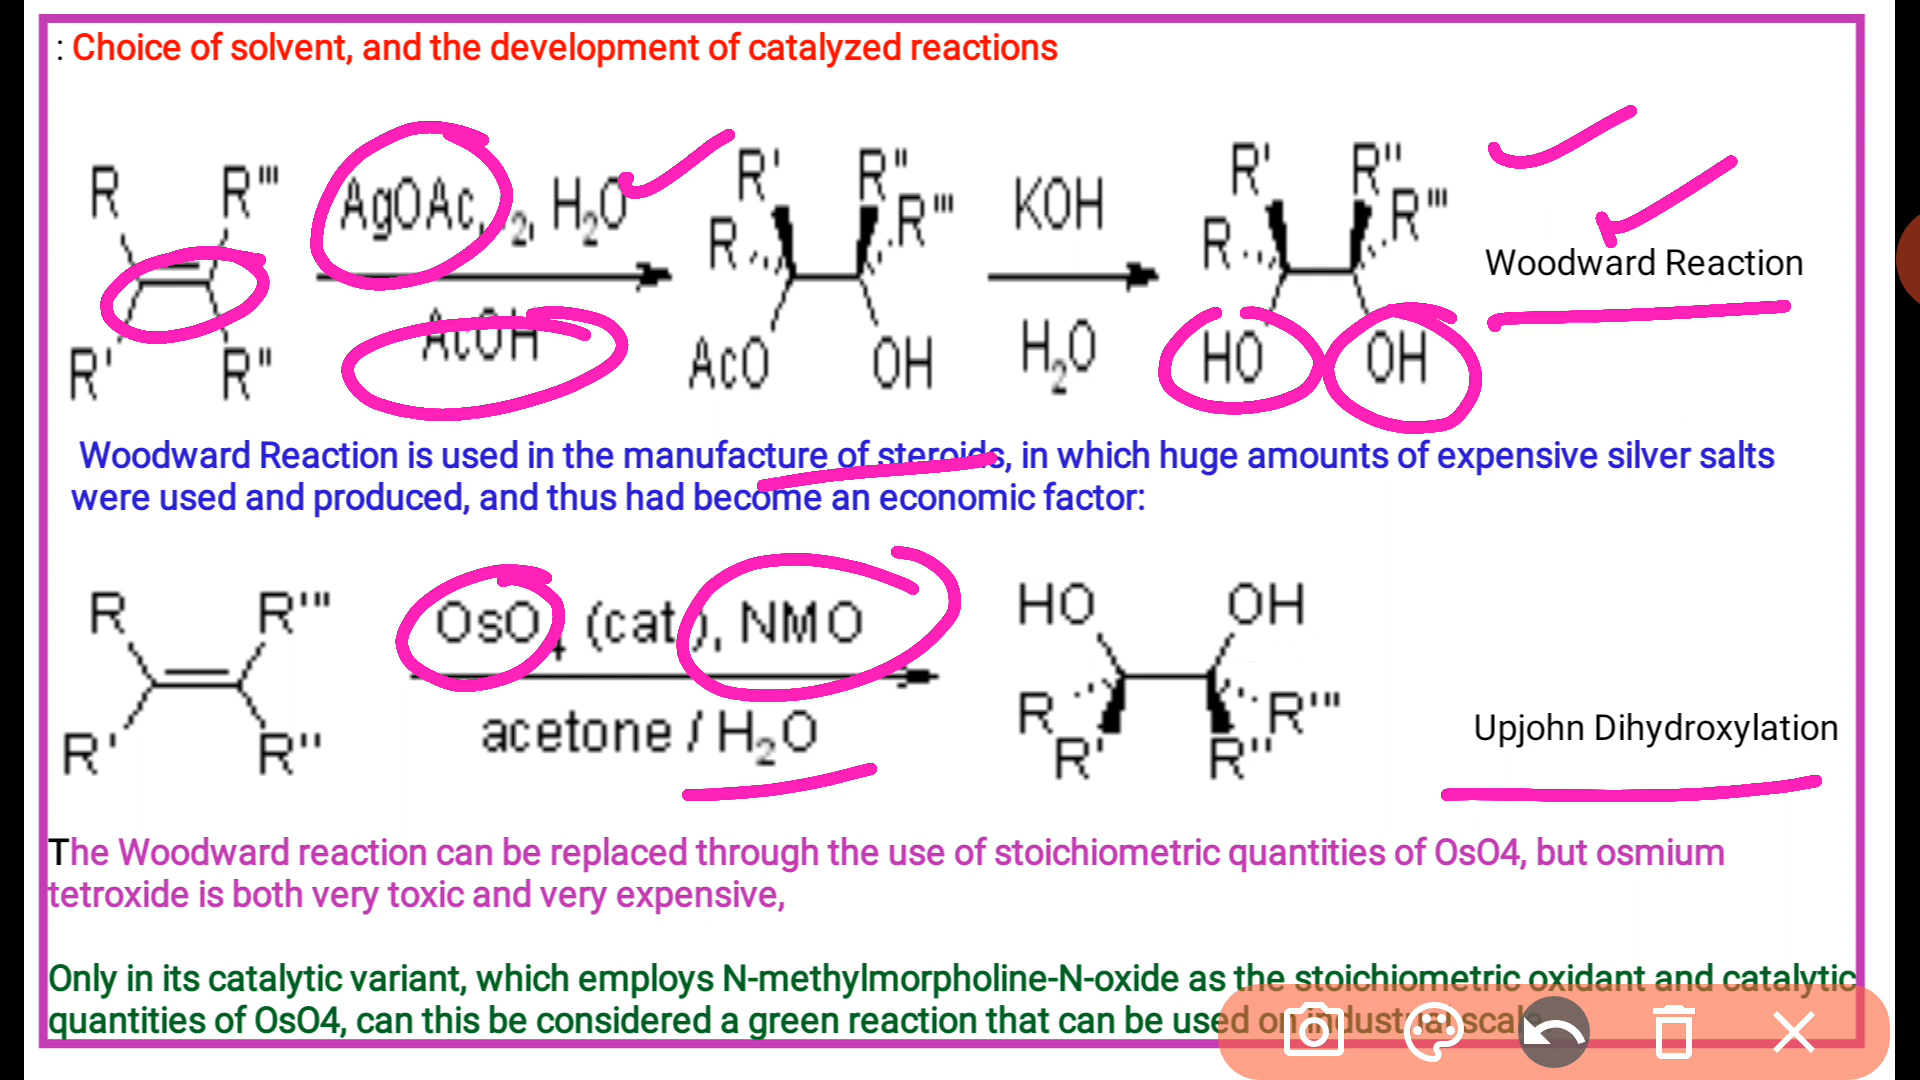 : Choice of solvent, and the development of catalyzed reactions
R R''' AgOAc, 2, H2O R' R'' KOH R' R''
R R''' R R'''
Woodward Reaction
R' R'' AcOH AcO OH H2O HO OH
Woodward Reaction is used in the manufacture of steroids, in which huge amounts of expensive silver salts
were used and produced, and thus had become an economic factor:
R R''' OsO4 (cat.), NMO HO OH
R' R'' acetone / H2O R R' R'' R'''
Upjohn Dihydroxylation
The Woodward reaction can be replaced through the use of stoichiometric quantities of OsO4, but osmium
tetroxide is both very toxic and very expensive,
Only in its catalytic variant, which employs N-methylmorpholine-N-oxide as the stoichiometric oxidant and catalytic
quantities of OsO4, can this be considered a green reaction that can be used on industrial scale